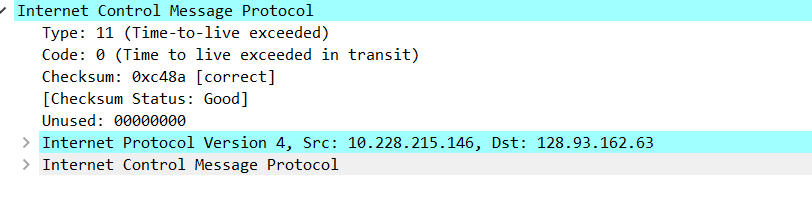 Internet Control Message Protocol
Type: 11 (Time-to-live exceeded)
Code: 0 (Time to live exceeded in transit)
Checksum: 0xc48a [correct]
[Checksum Status: Good]
Unused: 00000000
Internet Protocol Version 4, Src: 10.228.215.146, Dst: 128.93.162.63
Internet Control Message Protocol